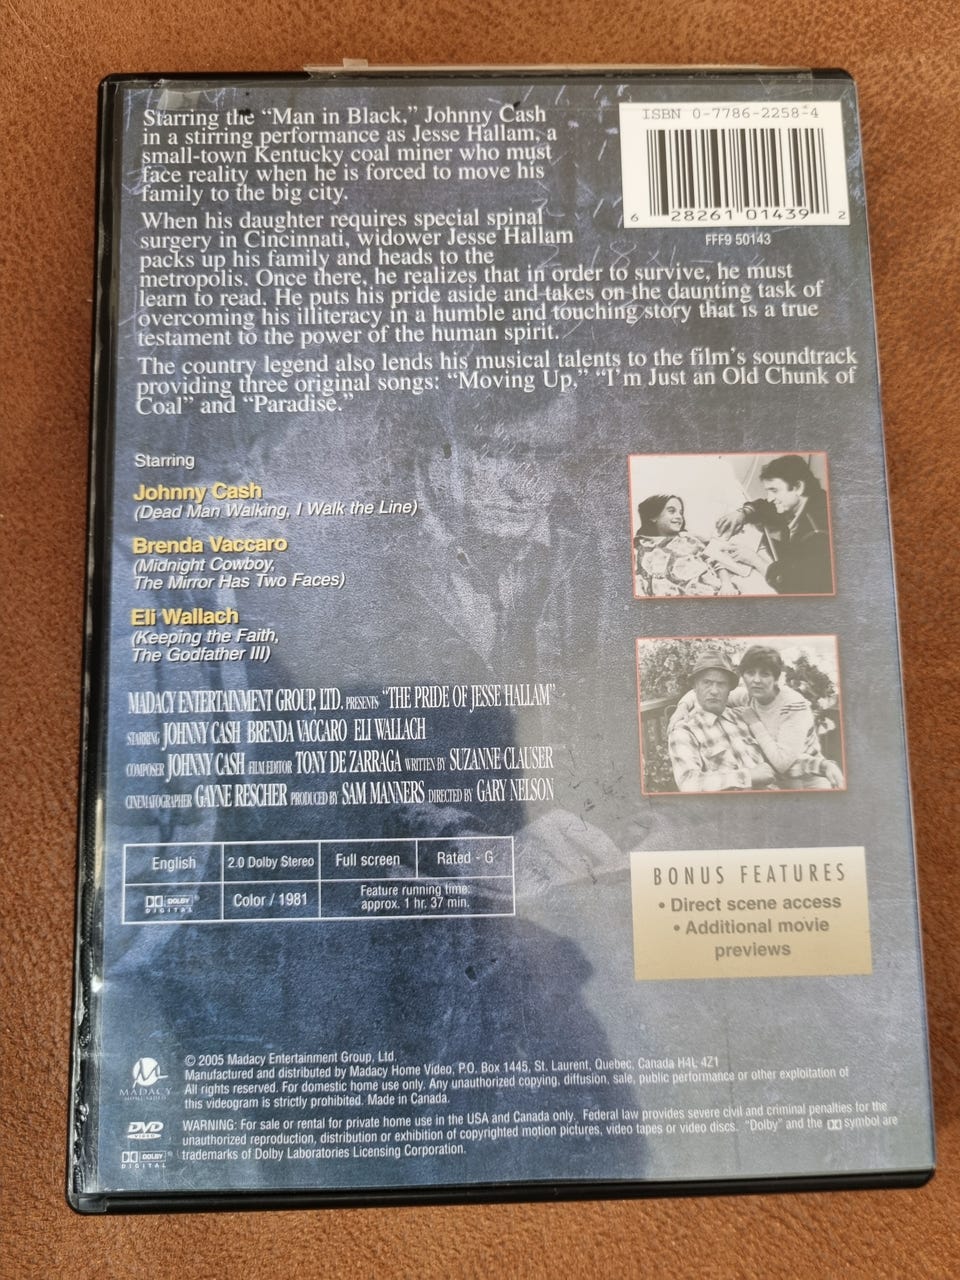 Starring the “Man in Black,” Johnny Cash
in a stirring performance as Jesse Hallam, a
small-town Kentucky coal miner who must
face reality when he is forced to move his
family to the big city.
When his daughter requires special spinal
surgery in Cincinnati, widower Jesse Hallam
packs up his family and heads to the
metropolis. Once there, he realizes that in order to survive, he must
learn to read. He puts his pride aside and takes on the daunting task of
overcoming his illiteracy in a humble and touching story that is a true
testament to the power of the human spirit.
The country legend also lends his musical talents to the film’s soundtrack
providing three original songs: “Moving Up,” “I’m Just an Old Chunk of
Coal” and “Paradise.”
ISBN 0-7786-2258-4
6 28261 01439 2
FFF9 50143
Starring
Johnny Cash
(Dead Man Walking, I Walk the Line)
Brenda Vaccaro
(Midnight Cowboy,
The Mirror Has Two Faces)
Eli Wallach
(Keeping the Faith,
The Godfather III)
MADACY ENTERTAINMENT GROUP, LTD. PRESENTS “THE PRIDE OF JESSE HALLAM”
STARRING JOHNNY CASH BRENDA VACCARO ELI WALLACH
COMPOSER JOHNNY CASH FILM EDITOR TONY DE ZARRAGA WRITTEN BY SUZANNE CLAUSER
CINEMATOGRAPHER GAYNE RESCHER PRODUCED BY SAM MANNERS DIRECTED BY GARY NELSON
English 2.0 Dolby Stereo Full screen Rated - G
DOLBY DIGITAL Color / 1981 Feature running time:
approx. 1 hr. 37 min.
BONUS FEATURES
• Direct scene access
• Additional movie
previews
© 2005 Madacy Entertainment Group, Ltd.
Manufactured and distributed by Madacy Home Video, P.O. Box 1445, St. Laurent, Quebec, Canada H4L 4Z1
All rights reserved. For domestic home use only. Any unauthorized copying, diffusion, sale, public performance or other exploitation of
this videogram is strictly prohibited. Made in Canada.
MADACY
HOME VIDEO
WARNING: For sale or rental for private home use in the USA and Canada only. Federal law provides severe civil and criminal penalties for the
unauthorized reproduction, distribution or exhibition of copyrighted motion pictures, video tapes or video discs. “Dolby” and the symbol are
trademarks of Dolby Laboratories Licensing Corporation.
DVD
VIDEO
DOLBY
DIGITAL